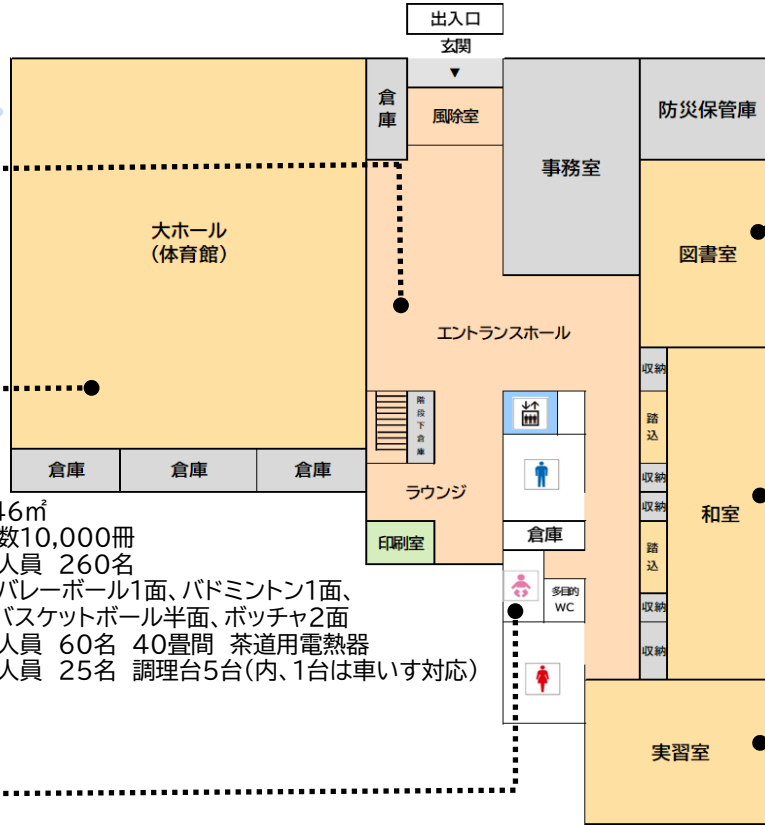 出入口
玄関
▼
倉庫
風除室
事務室
防災保管庫
大ホール
(体育館)
図書室
エントランスホール
収納
階段下倉庫
踏込
倉庫
倉庫
倉庫
ラウンジ
収納
収納
和室
印刷室
倉庫
踏込
多目的
WC
収納
収納
実習室
46㎡
数10,000冊
人員 260名
バレーボール1面、バドミントン1面、
バスケットボール半面、ボッチャ2面
人員 60名 40畳間 茶道用電熱器
人員 25名 調理台5台(内、1台は車いす対応)